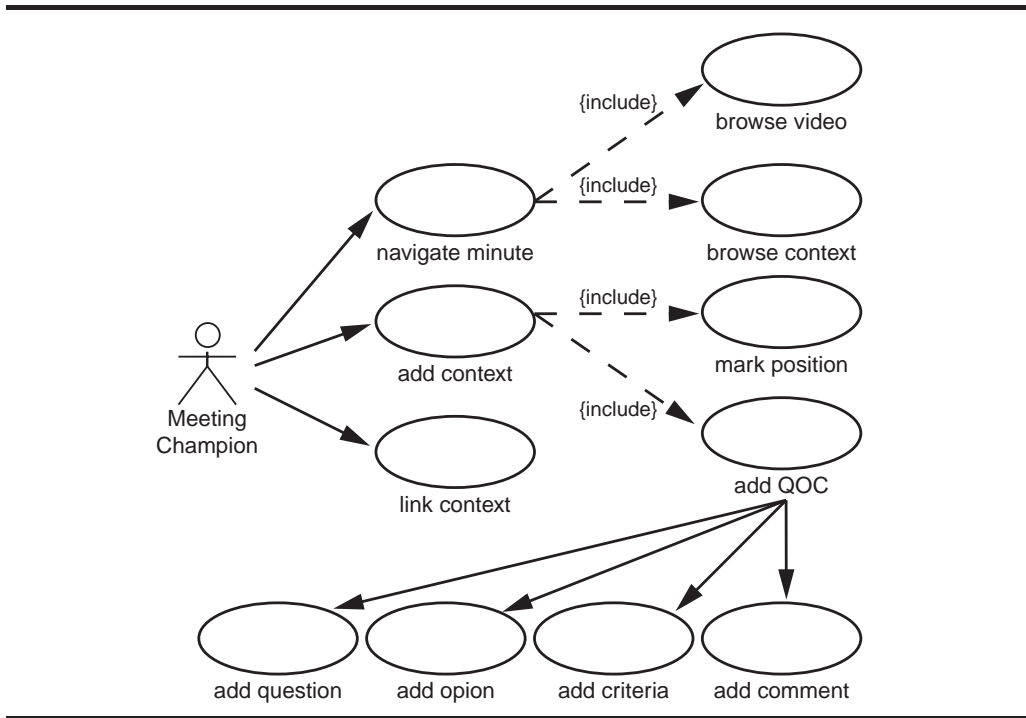 {include}
browse video
{include}
navigate minute
browse context
{include}
add context
mark position
Meeting
Champion
{include}
link context
add QOC
add question
add opion
add criteria
add comment